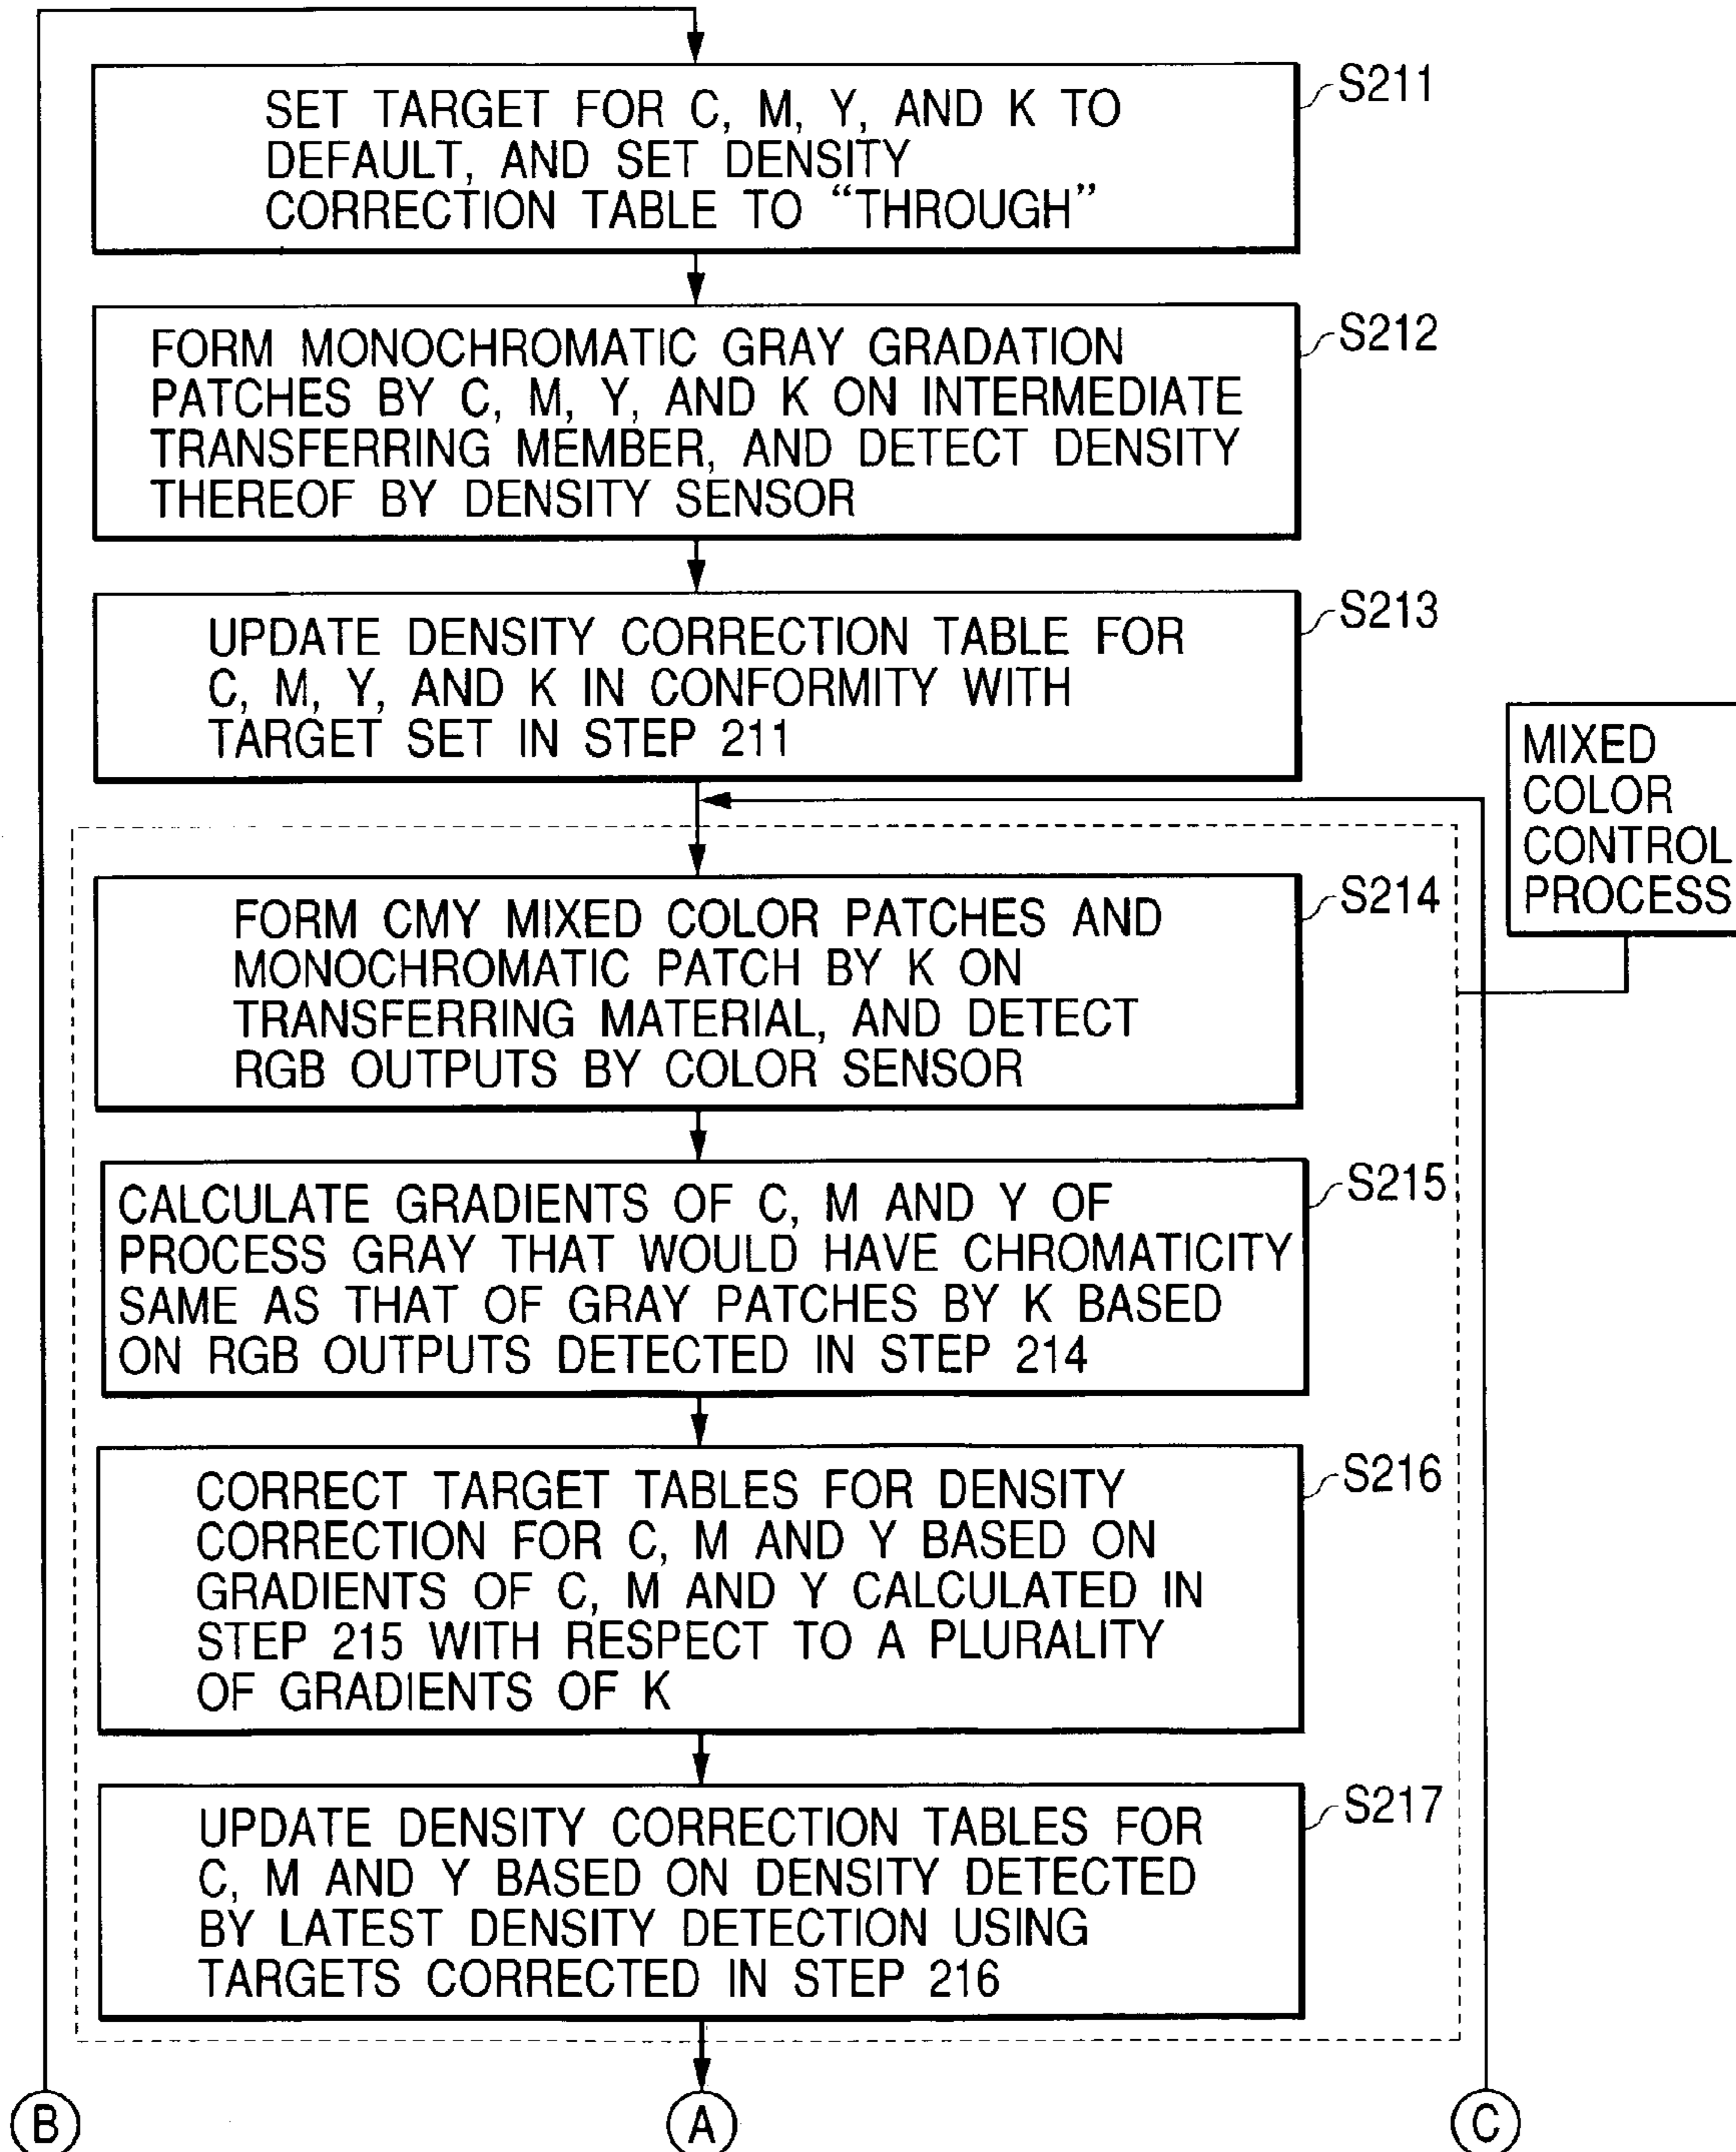 SET TARGET FOR C, M, Y, AND K TO
DEFAULT, AND SET DENSITY
CORRECTION TABLE TO “THROUGH”
S211
FORM MONOCHROMATIC GRAY GRADATION
PATCHES BY C, M, Y, AND K ON INTERMEDIATE
TRANSFERRING MEMBER, AND DETECT DENSITY
THEREOF BY DENSITY SENSOR
S212
UPDATE DENSITY CORRECTION TABLE FOR
C, M, Y, AND K IN CONFORMITY WITH
TARGET SET IN STEP 211
S213
MIXED
COLOR
CONTROL
PROCESS
FORM CMY MIXED COLOR PATCHES AND
MONOCHROMATIC PATCH BY K ON
TRANSFERRING MATERIAL, AND DETECT
RGB OUTPUTS BY COLOR SENSOR
S214
CALCULATE GRADIENTS OF C, M AND Y OF
PROCESS GRAY THAT WOULD HAVE CHROMATICITY
SAME AS THAT OF GRAY PATCHES BY K BASED
ON RGB OUTPUTS DETECTED IN STEP 214
S215
CORRECT TARGET TABLES FOR DENSITY
CORRECTION FOR C, M AND Y BASED ON
GRADIENTS OF C, M AND Y CALCULATED IN
STEP 215 WITH RESPECT TO A PLURALITY
OF GRADIENTS OF K
S216
UPDATE DENSITY CORRECTION TABLES FOR
C, M AND Y BASED ON DENSITY DETECTED
BY LATEST DENSITY DETECTION USING
TARGETS CORRECTED IN STEP 216
S217
B
A
C